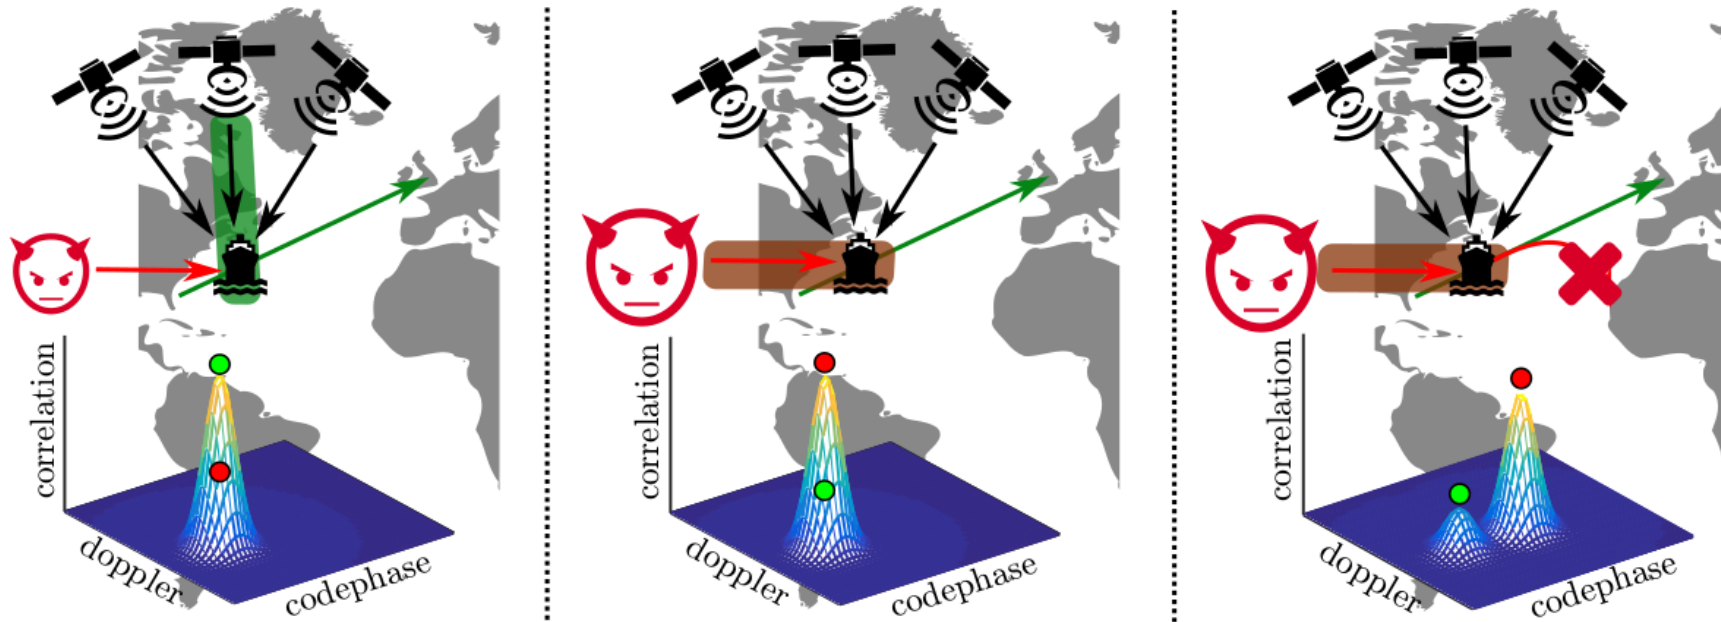 correlation
doppler
codephase
correlation
doppler
codephase
correlation
doppler
codephase